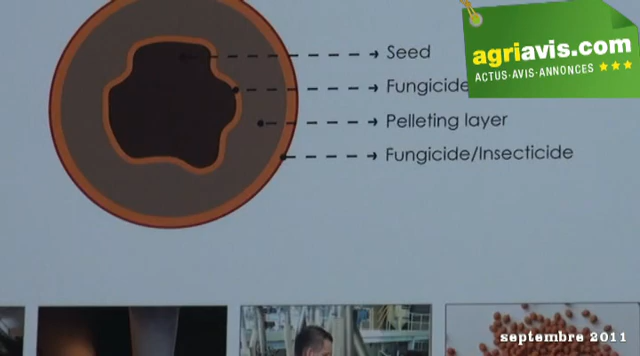 Seed
agriavis.com
ACTUS-AVIS-ANNONCES
Fungicide
Pelleting layer
Fungicide/Insecticide
septembre 2011